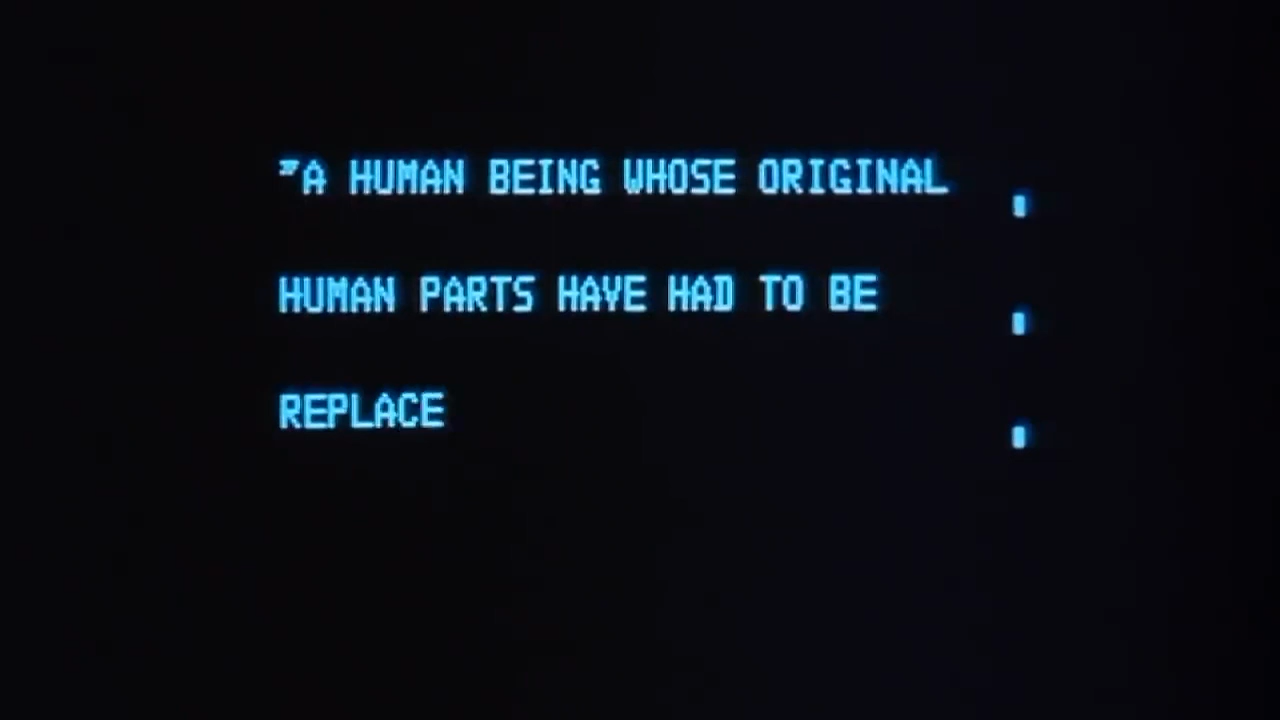 "A HUMAN BEING WHOSE ORIGINAL
HUMAN PARTS HAVE HAD TO BE
REPLACE